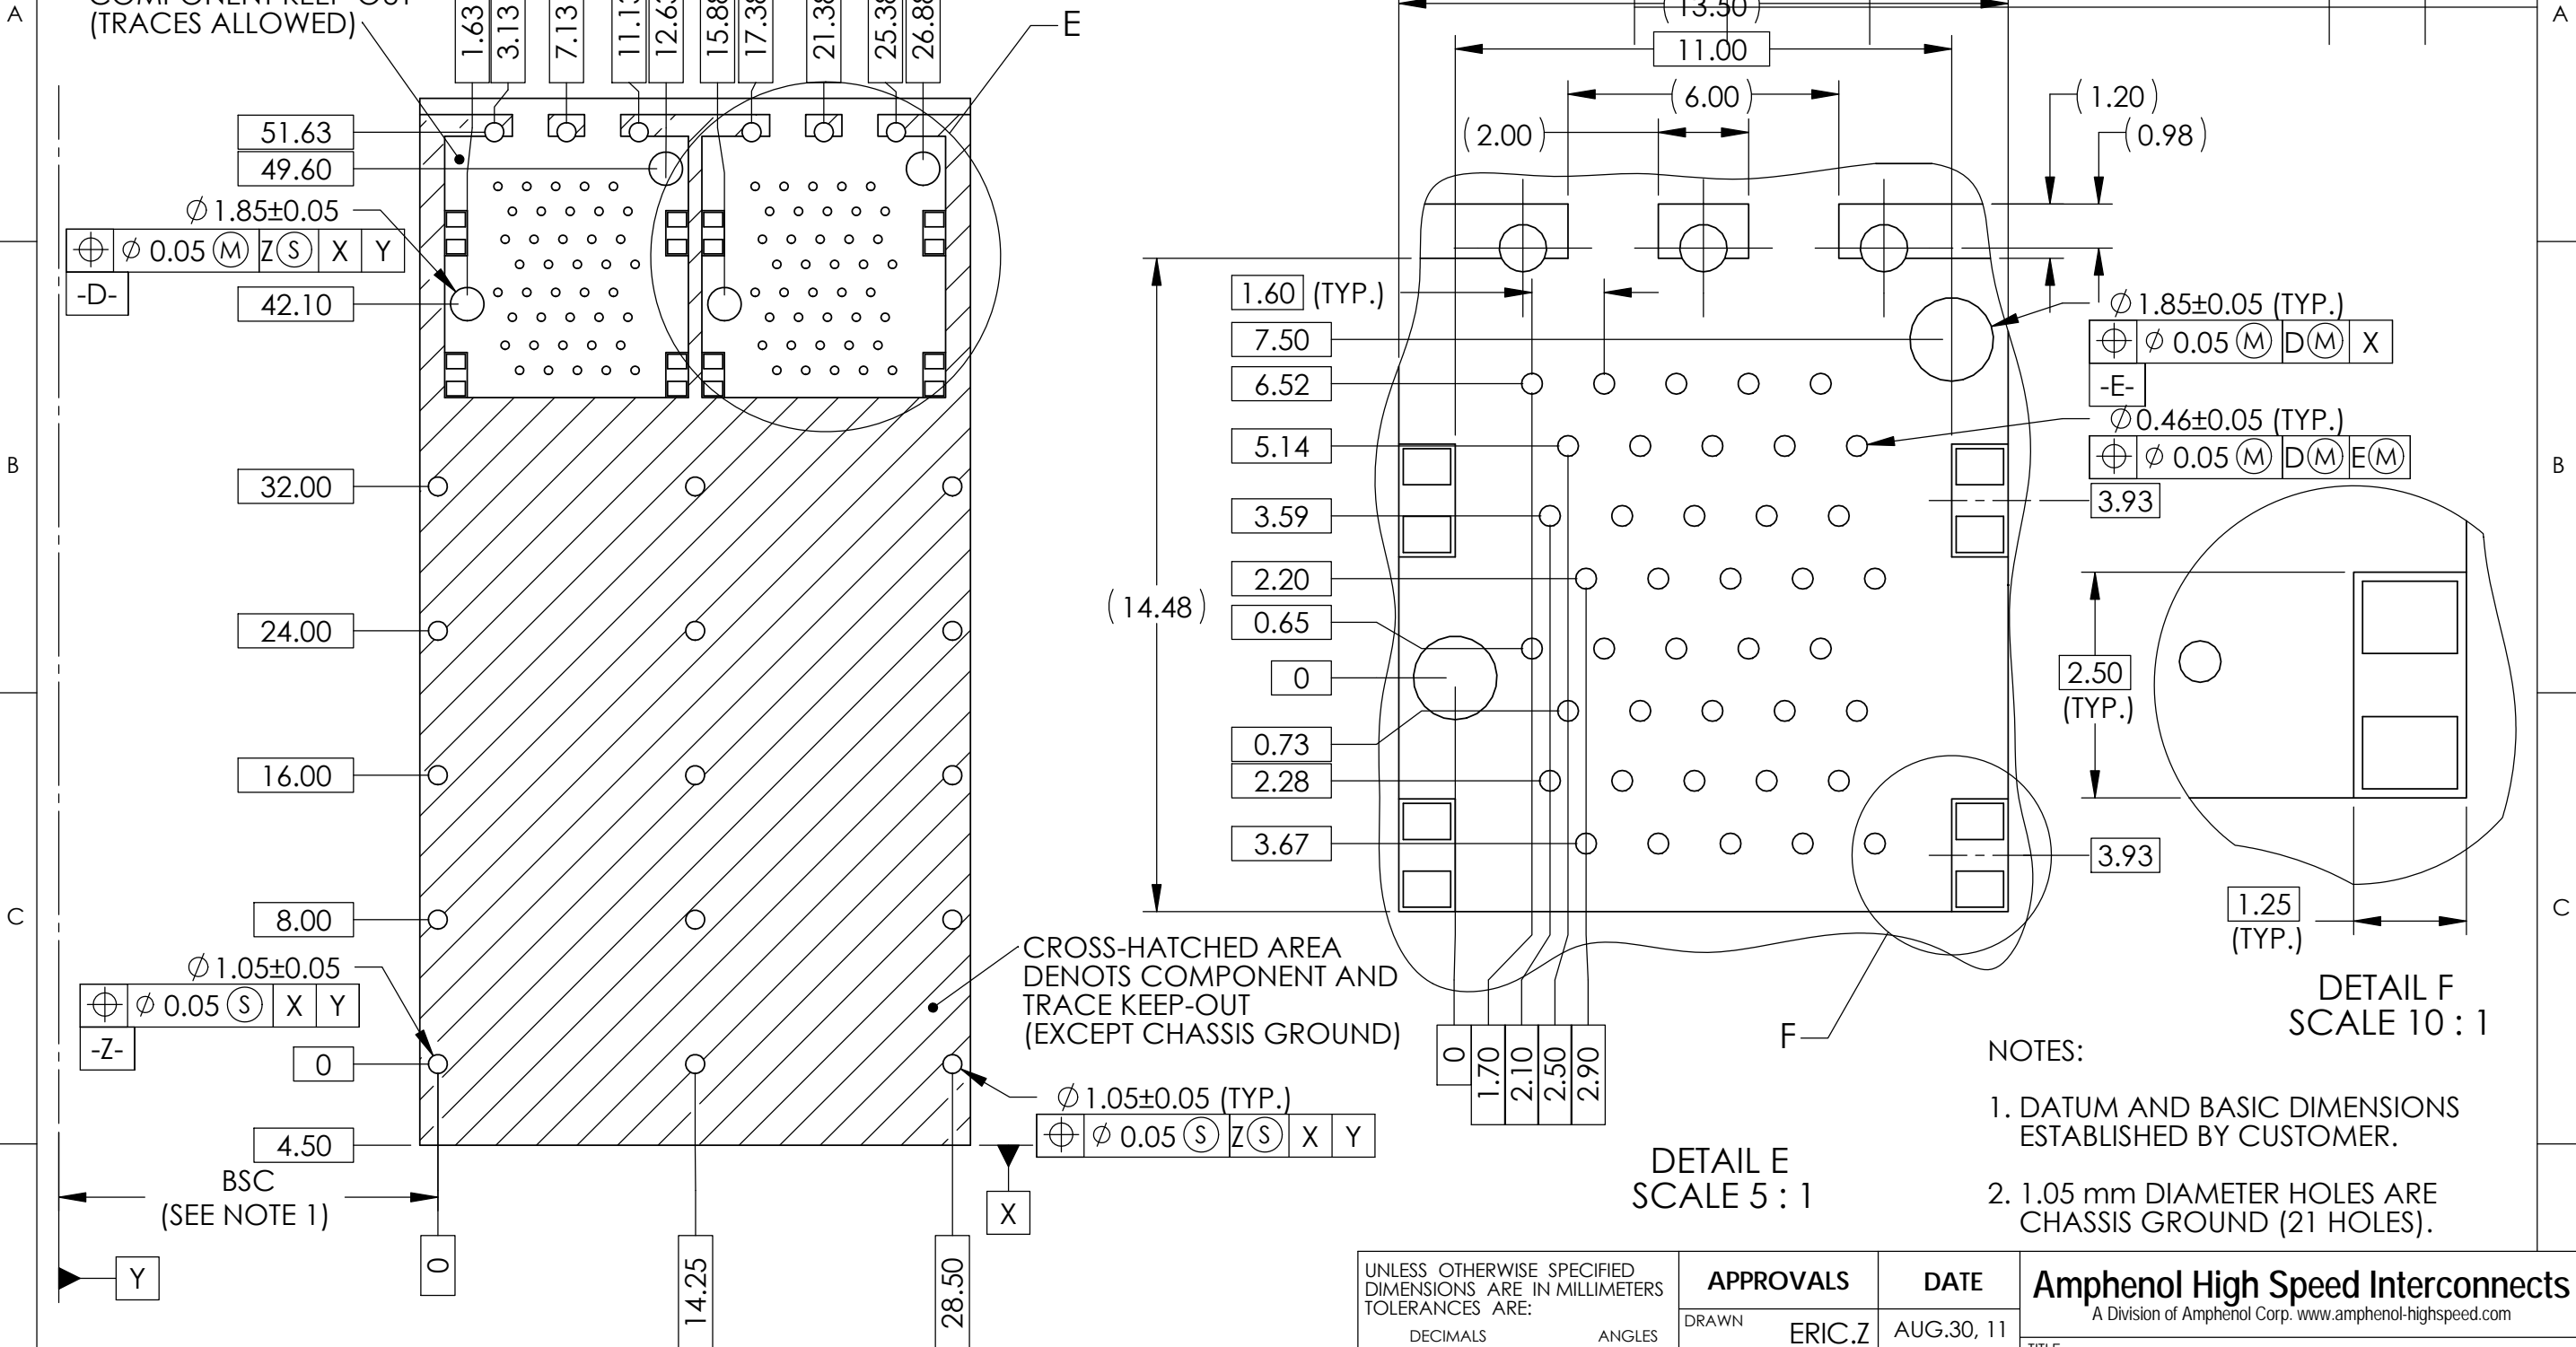 A
(TRACES ALLOWED)
1.63
3.13
7.13
12.63
E
(13.50)
A
11.00
(6.00)
(1.20)
(2.00)
(0.98)
51.63
49.60
⌀1.85±0.05
⌀ 0.05 Ⓜ Z Ⓢ X Y
-D-
42.10
1.60 (TYP.)
7.50
6.52
5.14
3.59
2.20
0.65
0
0.73
2.28
3.67
(14.48)
⌀1.85±0.05 (TYP.)
⌀ 0.05 Ⓜ D Ⓜ X
-E-
⌀0.46±0.05 (TYP.)
⌀ 0.05 Ⓜ D Ⓜ E Ⓜ
3.93
3.93
B
B
32.00
24.00
16.00
8.00
2.50
(TYP.)
1.25
(TYP.)
C
C
⌀1.05±0.05
⌀ 0.05 Ⓢ X Y
-Z-
0
4.50
BSC
(SEE NOTE 1)
Y
0
14.25
28.50
X
CROSS-HATCHED AREA
DENOTS COMPONENT AND
TRACE KEEP-OUT
(EXCEPT CHASSIS GROUND)
⌀1.05±0.05 (TYP.)
⌀ 0.05 Ⓢ Z Ⓢ X Y
0
1.70
2.10
2.50
2.90
F
DETAIL E
SCALE 5 : 1
DETAIL F
SCALE 10 : 1
NOTES:
1. DATUM AND BASIC DIMENSIONS
ESTABLISHED BY CUSTOMER.
2. 1.05 mm DIAMETER HOLES ARE
CHASSIS GROUND (21 HOLES).
UNLESS OTHERWISE SPECIFIED
DIMENSIONS ARE IN MILLIMETERS
TOLERANCES ARE:
DECIMALS ANGLES
APPROVALS DATE
DRAWN ERIC.Z AUG.30, 11
Amphenol High Speed Interconnects
A Division of Amphenol Corp. www.amphenol-highspeed.com